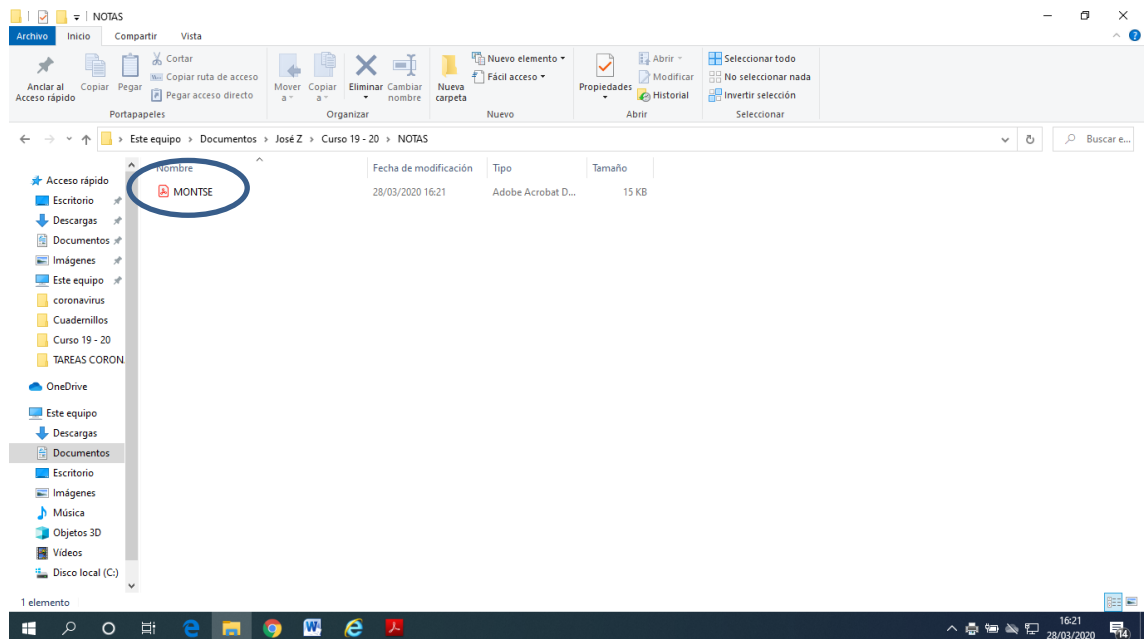 NOTAS
Archivo Inicio Compartir Vista
Anclar al Acceso rápido
Copiar
Pegar
Cortar
Copiar ruta de acceso
Pegar acceso directo
Portapapeles
Mover a
Copiar a
Eliminar
Cambiar nombre
Organizar
Nueva carpeta
Nuevo elemento
Fácil acceso
Nuevo
Propiedades
Abrir
Modificar
Historial
Abrir
Seleccionar todo
No seleccionar nada
Invertir selección
Seleccionar
Este equipo > Documentos > José Z > Curso 19 - 20 > NOTAS
Buscar e...
Nombre Fecha de modificación Tipo Tamaño
MONTSE 28/03/2020 16:21 Adobe Acrobat D... 15 KB
Acceso rápido
Escritorio
Descargas
Documentos
Imágenes
Este equipo
coronavirus
Cuadernillos
Curso 19 - 20
TAREAS CORON
OneDrive
Este equipo
Descargas
Documentos
Escritorio
Imágenes
Música
Objetos 3D
Vídeos
Disco local (C:)
1 elemento
16:21
28/03/2020
14